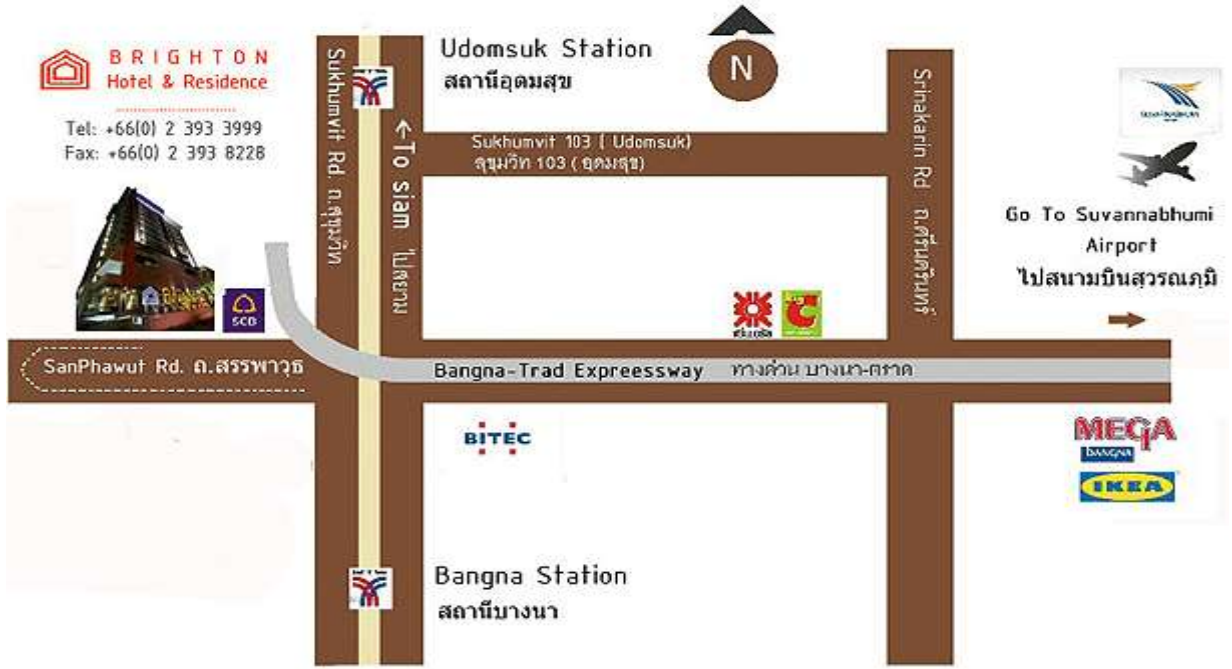 BRIGHTON
Hotel & Residence
Tel: +66(0) 2 393 3999
Fax: +66(0) 2 393 8228
SCB
SanPhawut Rd. ถ.สรรพาวุธ
Sukhumvit Rd. ถ.สุขุมวิท
←To siam ไปสยาม
Udomsuk Station
สถานีอุดมสุข
N
Sukhumvit 103 ( Udomsuk)
สุขุมวิท 103 ( อุดมสุข)
Srinakarin Rd ถ.ศรีนครินทร์
Go To Suvannabhumi
Airport
ไปสนามบินสุวรรณภูมิ
Bangna-Trad Expreessway ทางด่วน บางนา-ตราด
BITEC
MEGA
BANGNA
IKEA
Bangna Station
สถานีบางนา